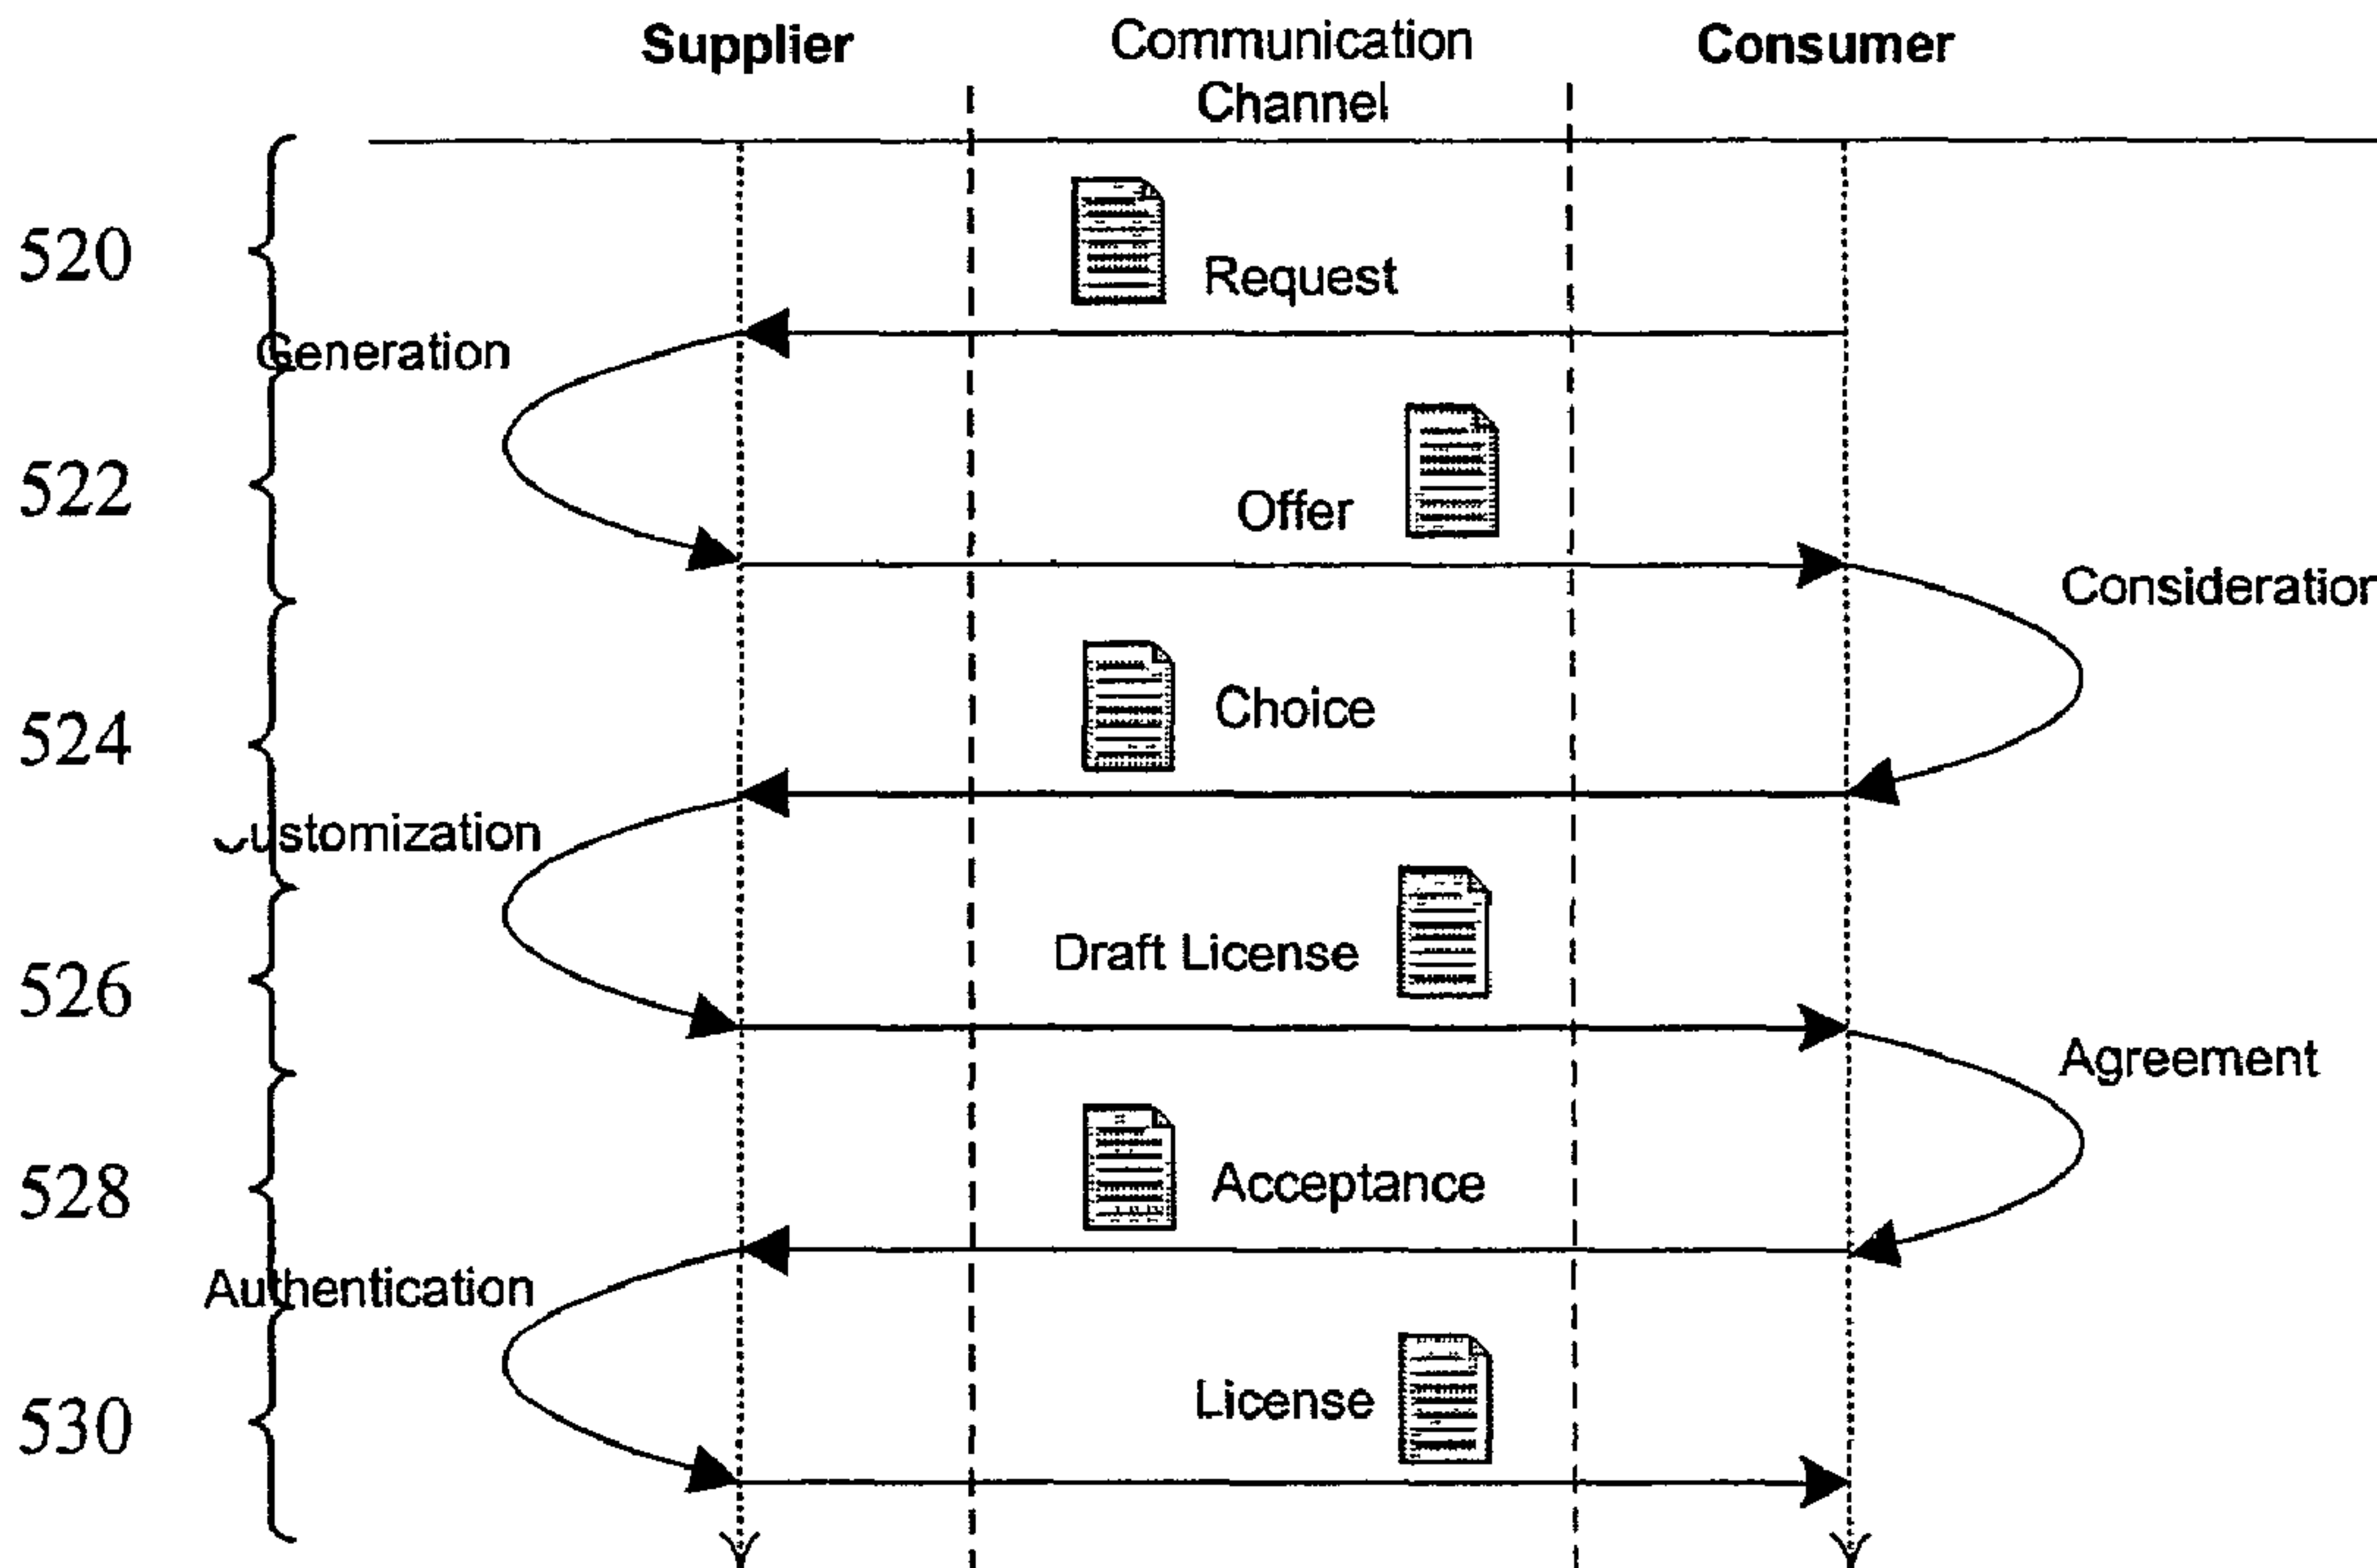 Supplier
Communication
Channel
Consumer
520
Request
Generation
522
Offer
Consideration
524
Choice
Customization
526
Draft License
Agreement
528
Acceptance
Authentication
530
License